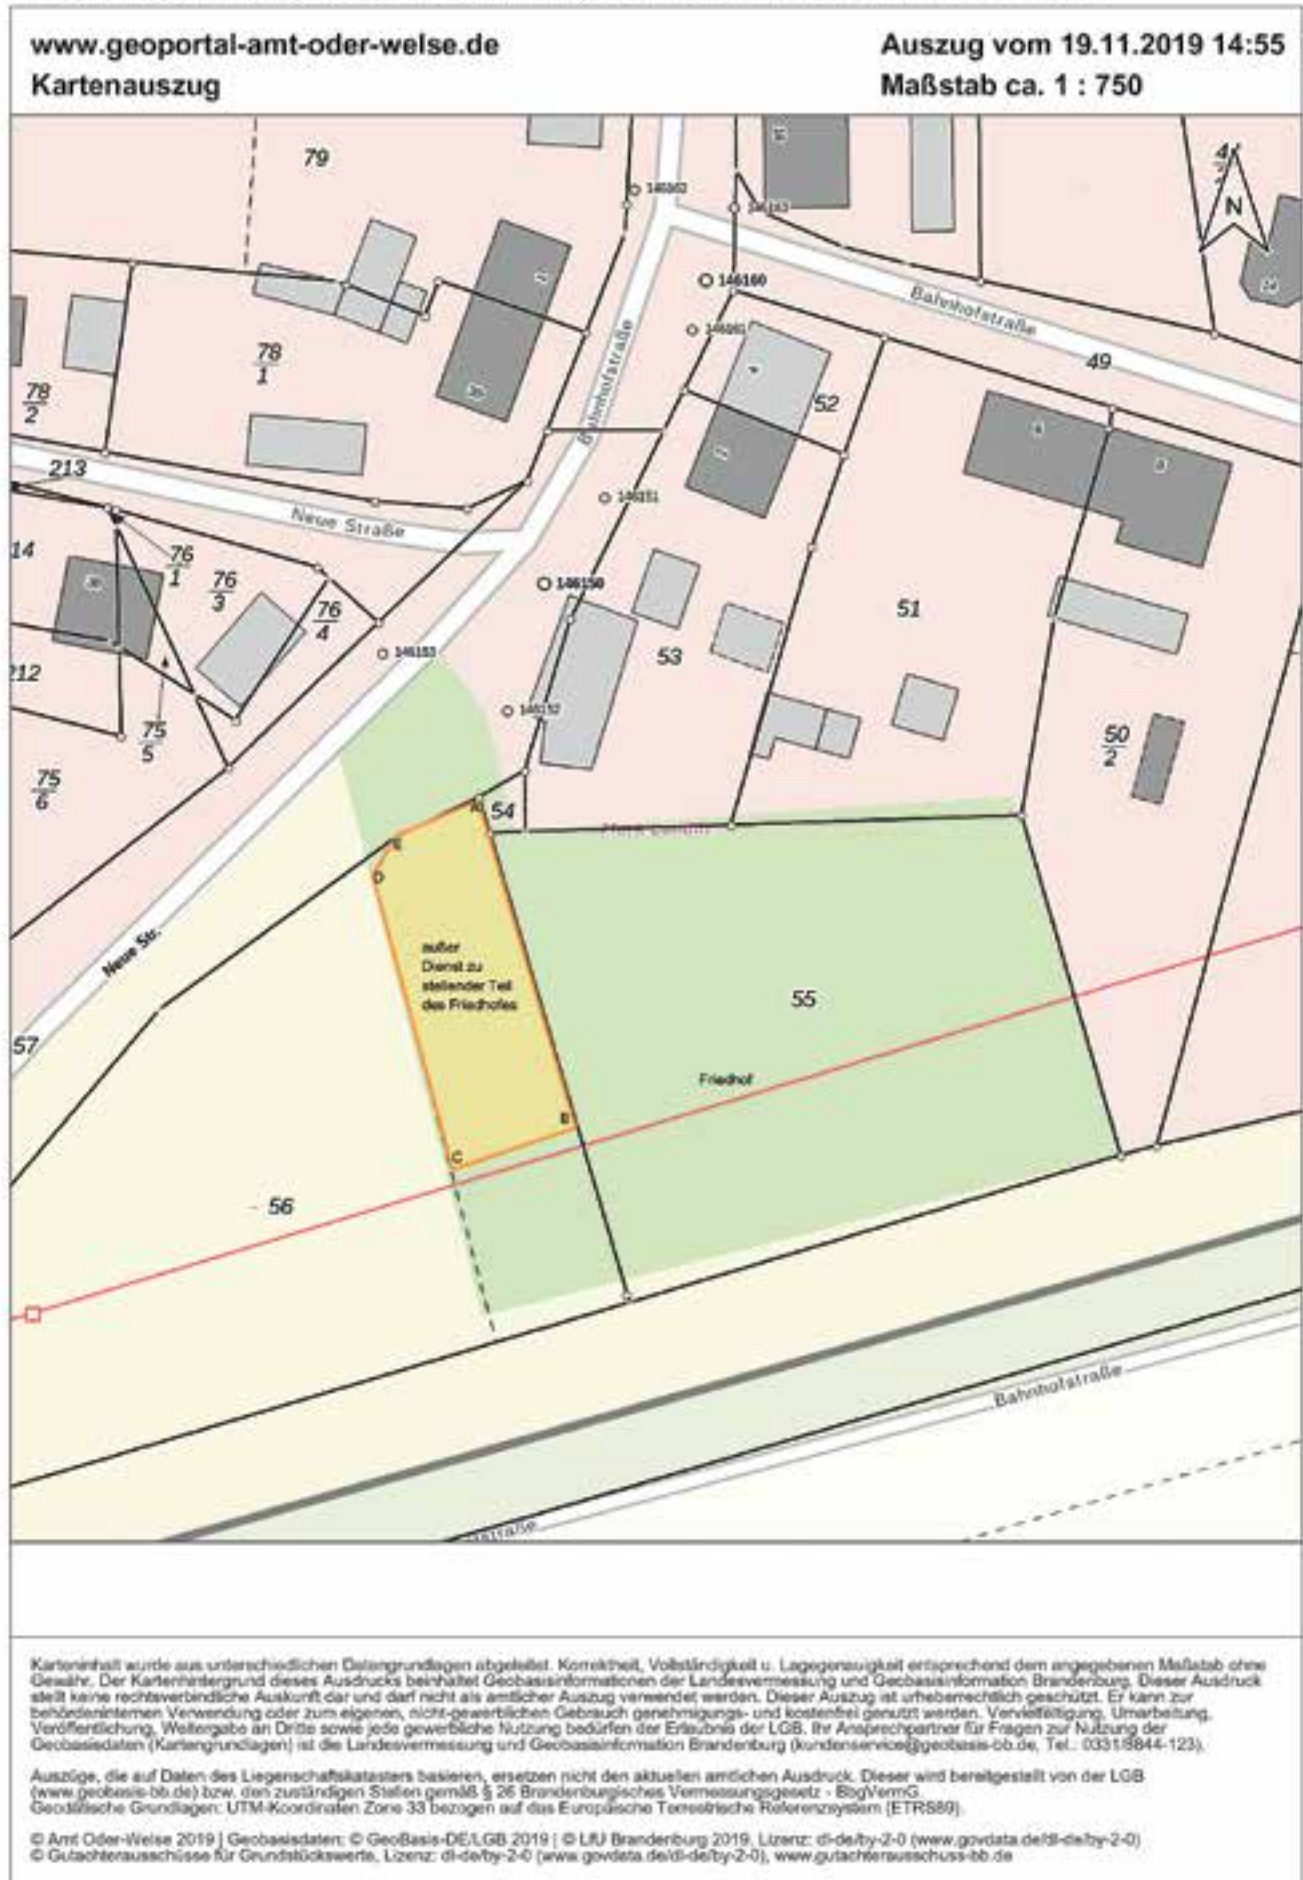 www.geoportal-amt-oder-welse.de
Auszug vom 19.11.2019 14:55
Kartenauszug
Maßstab ca. 1 : 750
79
146162
146163
N
146160
146161
Bahnhofstraße
49
78
1
78
2
Bahnhofstraße
52
213
Neue Straße
146151
14
76
1
76
3
76
4
146150
51
53
146153
212
146152
75
5
75
6
50
2
54
A
E
D
Neue Str.
außer
Dienst zu
stellender Teil
des Friedhofes
55
57
Friedhof
B
C
56
Bahnhofstraße
straße
Karteninhalt wurde aus unterschiedlichen Datengrundlagen abgeleitet. Korrektheit, Vollständigkeit u. Lagegenauigkeit entsprechend dem angegebenen Maßstab ohne
Gewähr. Der Kartenhintergrund dieses Ausdrucks beinhaltet Geobasisinformationen der Landesvermessung und Geobasisinformation Brandenburg. Dieser Ausdruck
stellt keine rechtsverbindliche Auskunft dar und darf nicht als amtlicher Auszug verwendet werden. Dieser Auszug ist urheberrechtlich geschützt. Er kann zur
behördeninternen Verwendung oder zum eigenen, nicht-gewerblichen Gebrauch genehmigungs- und kostenfrei genutzt werden. Vervielfältigung, Umarbeitung,
Veröffentlichung, Weitergabe an Dritte sowie jede gewerbliche Nutzung bedürfen der Erlaubnis der LGB. Ihr Ansprechpartner für Fragen zur Nutzung der
Geobasisdaten (Kartengrundlagen) ist die Landesvermessung und Geobasisinformation Brandenburg (kundenservice@geobasis-bb.de, Tel.: 0331/8844-123).
Auszüge, die auf Daten des Liegenschaftskatasters basieren, ersetzen nicht den aktuellen amtlichen Ausdruck. Dieser wird bereitgestellt von der LGB
(www.geobasis-bb.de) bzw. den zuständigen Stellen gemäß § 26 Brandenburgisches Vermessungsgesetz - BbgVermG.
Geodätische Grundlagen: UTM-Koordinaten Zone 33 bezogen auf das Europäische Terrestrische Referenzsystem (ETRS89).
© Amt Oder-Welse 2019 | Geobasisdaten: © GeoBasis-DE/LGB 2019 | © LfU Brandenburg 2019, Lizenz: dl-de/by-2-0 (www.govdata.de/dl-de/by-2-0)
© Gutachterausschüsse für Grundstückswerte, Lizenz: dl-de/by-2-0 (www.govdata.de/dl-de/by-2-0), www.gutachterausschuss-bb.de